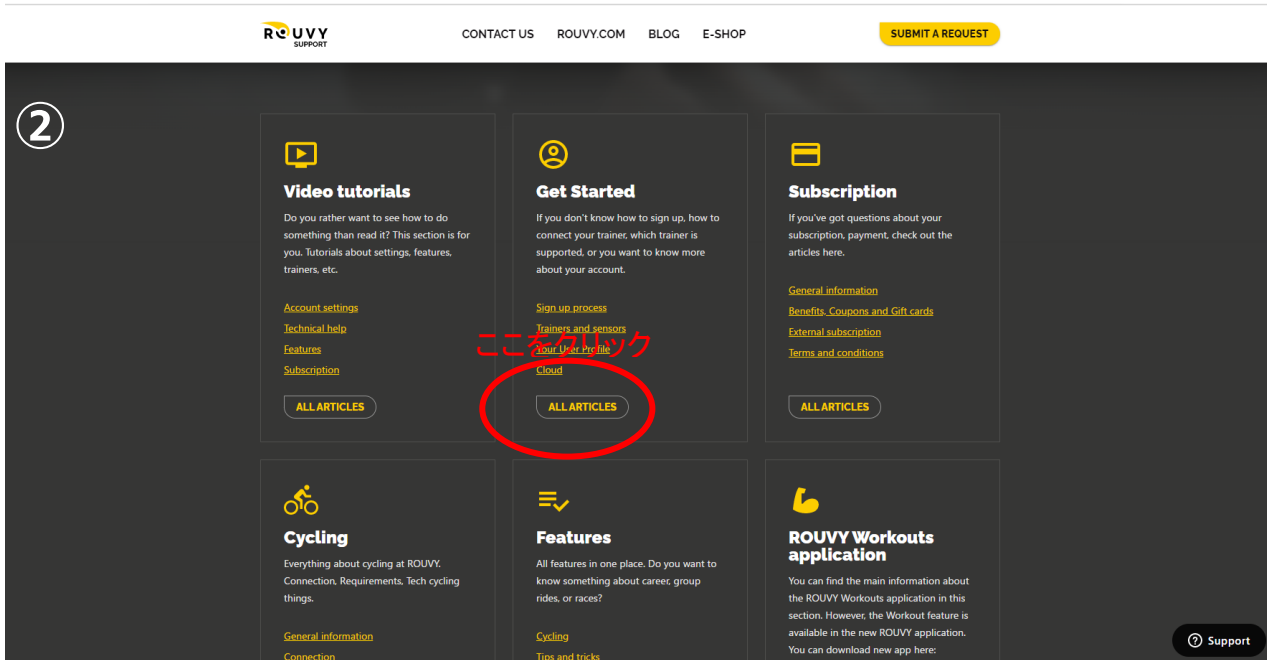 ROUVY
SUPPORT
CONTACT US
ROUVY.COM
BLOG
E-SHOP
SUBMIT A REQUEST
②
Video tutorials
Do you rather want to see how to do
something than read it? This section is for
you. Tutorials about settings, features,
trainers, etc.
Account settings
Technical help
Features
Subscription
ALL ARTICLES
Get Started
If you don't know how to sign up, how to
connect your trainer, which trainer is
supported, or you want to know more
about your account.
Sign up process
Trainers and sensors
Your User Profile
Cloud
ここをクリック
ALL ARTICLES
Subscription
If you've got questions about your
subscription, payment, check out the
articles here.
General information
Benefits, Coupons and Gift cards
External subscription
Terms and conditions
ALL ARTICLES
Cycling
Everything about cycling at ROUVY.
Connection, Requirements, Tech cycling
things.
General information
Connection
Features
All features in one place. Do you want to
know something about career, group
rides, or races?
Cycling
Tips and tricks
ROUVY Workouts
application
You can find the main information about
the ROUVY Workouts application in this
section. However, the Workout feature is
available in the new ROUVY application.
You can download new app here:
Support